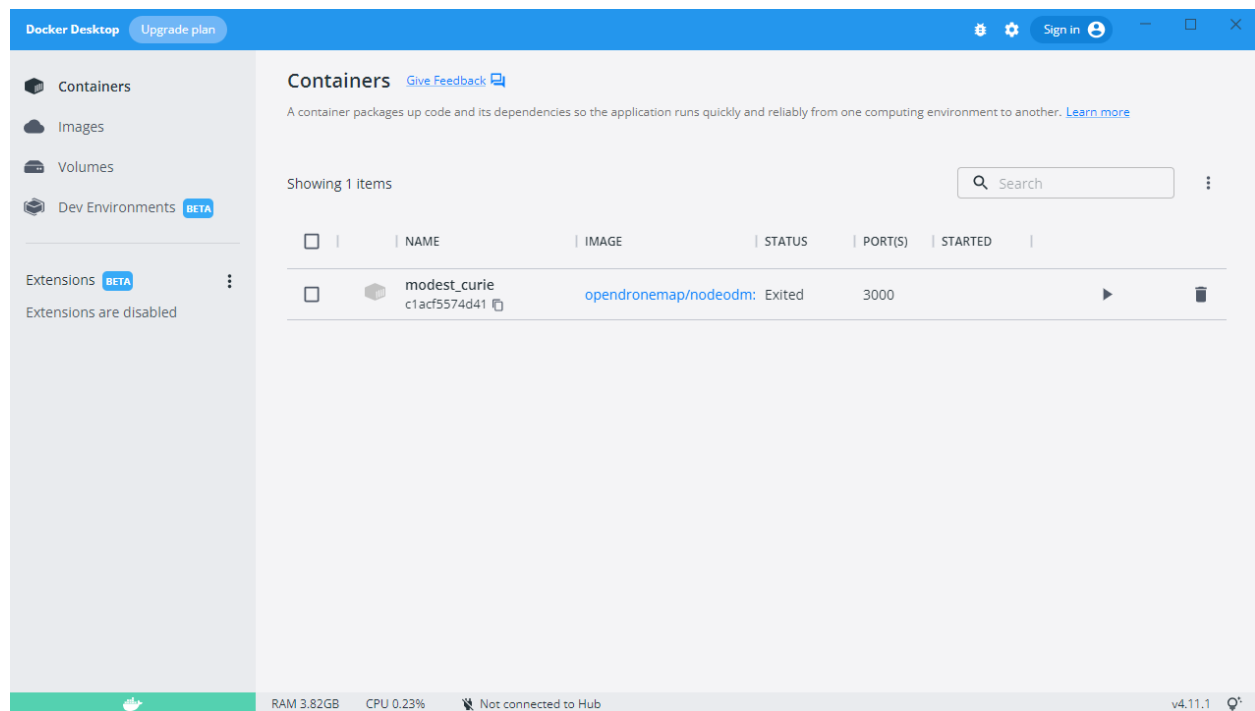 Docker Desktop Upgrade plan Sign in
Containers
Images
Volumes
Dev Environments BETA
Extensions BETA
Extensions are disabled
Containers Give Feedback
A container packages up code and its dependencies so the application runs quickly and reliably from one computing environment to another. Learn more
Showing 1 items Search
NAME IMAGE STATUS PORT(S) STARTED
modest_curie
c1acf5574d41
opendronemap/nodeodm: Exited 3000
RAM 3.82GB CPU 0.23% Not connected to Hub v4.11.1